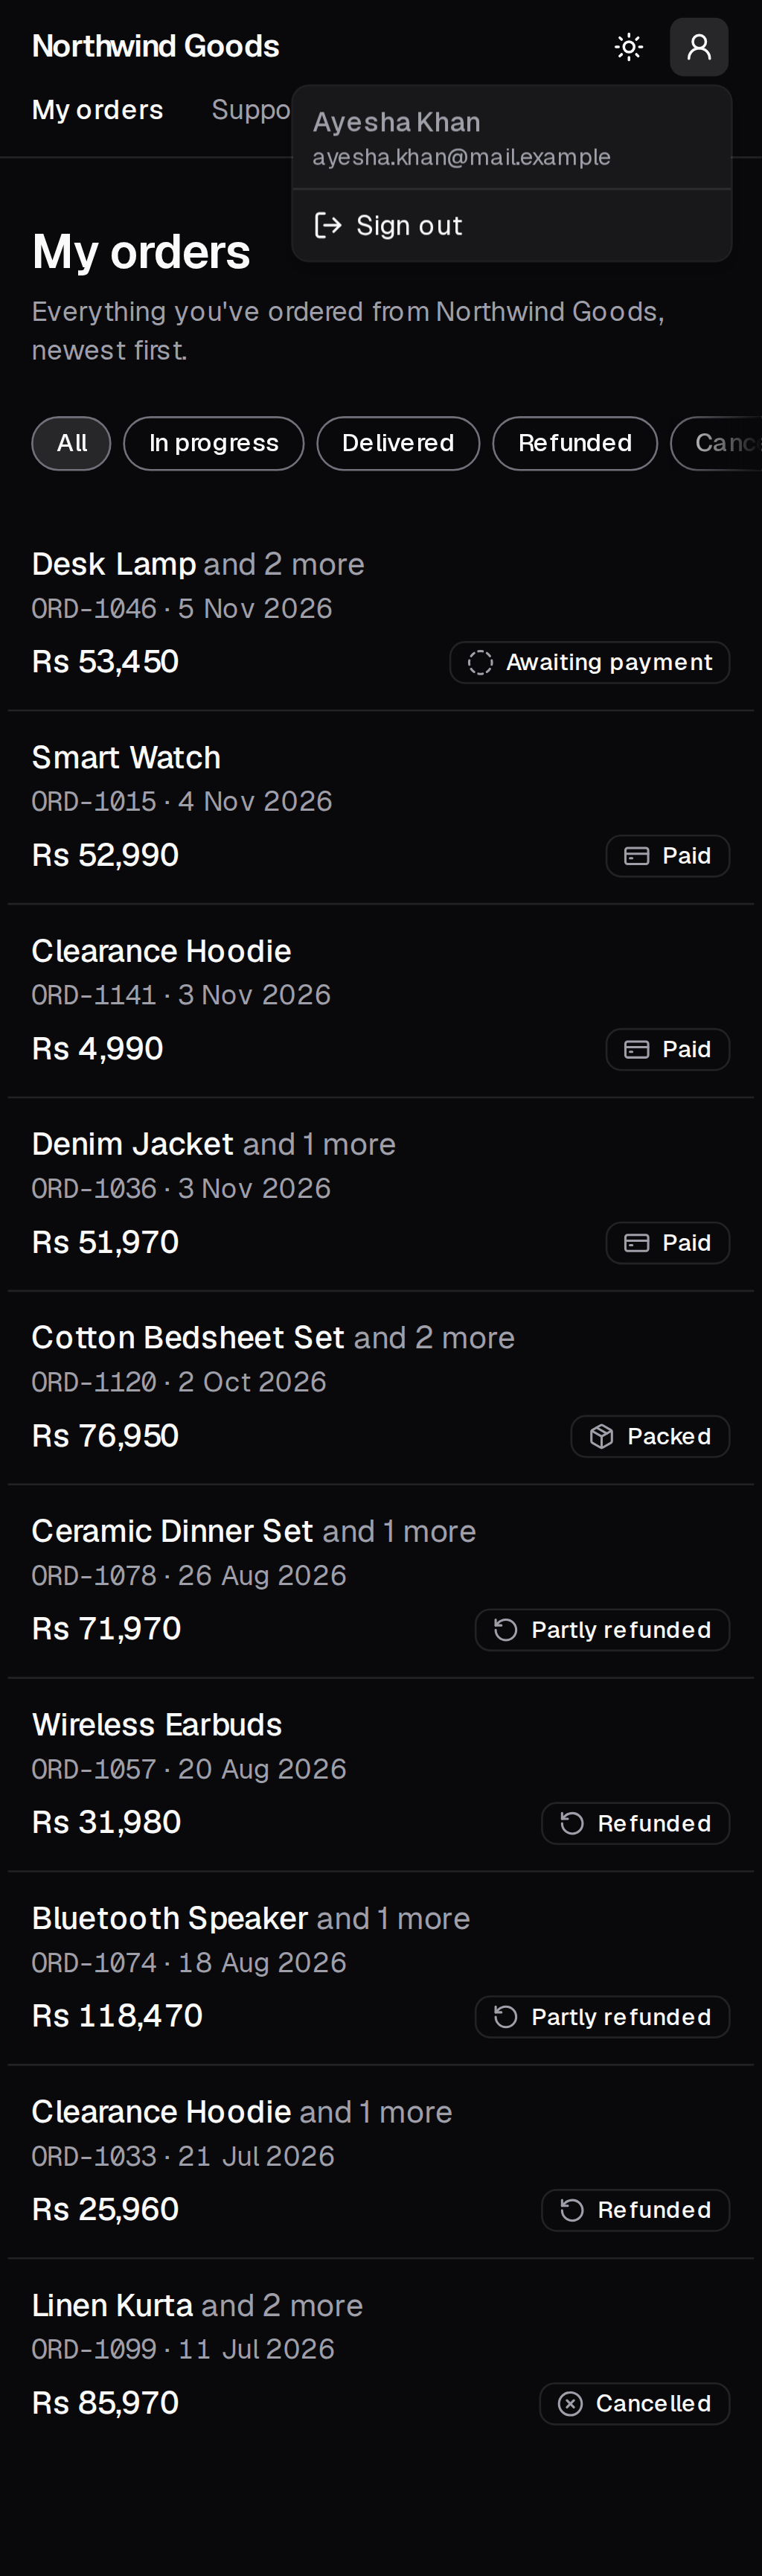 Northwind Goods
My orders
Ayesha Khan
ayesha.khan@mail.example
Sign out
My orders
Everything you've ordered from Northwind Goods,
newest first.
All
In progress
Delivered
Refunded
Desk Lamp and 2 more
ORD-1046 · 5 Nov 2026
Rs 53,450
Awaiting payment
Smart Watch
ORD-1015 · 4 Nov 2026
Rs 52,990
Paid
Clearance Hoodie
ORD-1141 · 3 Nov 2026
Rs 4,990
Paid
Denim Jacket and 1 more
ORD-1036 · 3 Nov 2026
Rs 51,970
Paid
Cotton Bedsheet Set and 2 more
ORD-1120 · 2 Oct 2026
Rs 76,950
Packed
Ceramic Dinner Set and 1 more
ORD-1078 · 26 Aug 2026
Rs 71,970
Partly refunded
Wireless Earbuds
ORD-1057 · 20 Aug 2026
Rs 31,980
Refunded
Bluetooth Speaker and 1 more
ORD-1074 · 18 Aug 2026
Rs 118,470
Partly refunded
Clearance Hoodie and 1 more
ORD-1033 · 21 Jul 2026
Rs 25,960
Refunded
Linen Kurta and 2 more
ORD-1099 · 11 Jul 2026
Rs 85,970
Cancelled